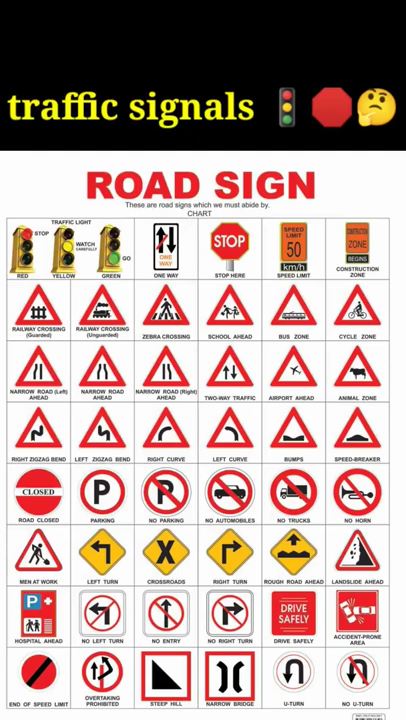 traffic signals
ROAD SIGN
These are road signs which we must abide by.
CHART
TRAFFIC LIGHT
STOP
WATCH
CAREFULLY
GO
RED YELLOW GREEN
ONE
WAY
ONE WAY
STOP
STOP HERE
SPEED
LIMIT
50
km/h
SPEED LIMIT
CONSTRUCTION
ZONE
BEGINS
CONSTRUCTION
ZONE
RAILWAY CROSSING
(Guarded)
RAILWAY CROSSING
(Unguarded)
ZEBRA CROSSING
SCHOOL AHEAD
BUS ZONE
CYCLE ZONE
NARROW ROAD (Left)
AHEAD
NARROW ROAD
AHEAD
NARROW ROAD (Right)
AHEAD
TWO-WAY TRAFFIC
AIRPORT AHEAD
ANIMAL ZONE
RIGHT ZIGZAG BEND
LEFT ZIGZAG BEND
RIGHT CURVE
LEFT CURVE
BUMPS
SPEED-BREAKER
CLOSED
ROAD CLOSED
P
PARKING
P
NO PARKING
NO AUTOMOBILES
NO TRUCKS
NO HORN
MEN AT WORK
LEFT TURN
X
CROSSROADS
RIGHT TURN
ROUGH ROAD AHEAD
LANDSLIDE AHEAD
P
HOSPITAL AHEAD
NO LEFT TURN
NO ENTRY
NO RIGHT TURN
DRIVE
SAFELY
DRIVE SAFELY
ACCIDENT-PRONE
AREA
END OF SPEED LIMIT
OVERTAKING
PROHIBITED
STEEP HILL
NARROW BRIDGE
U-TURN
NO U-TURN